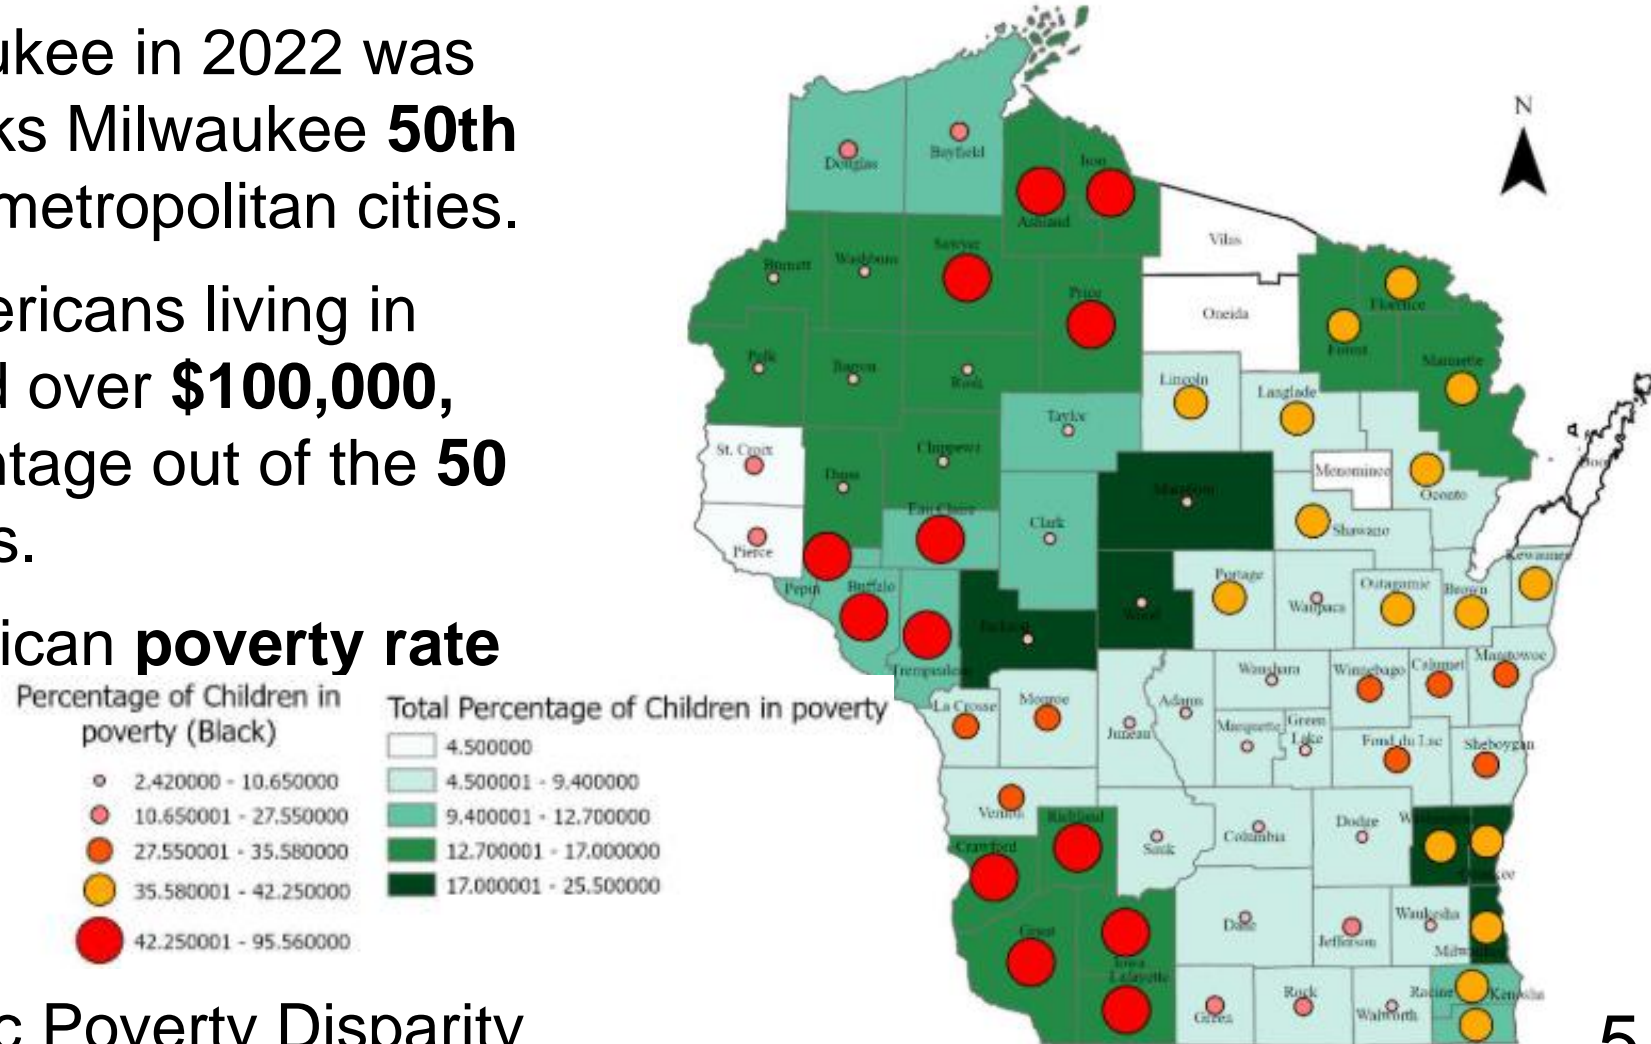 ukee in 2022 was
ks Milwaukee 50th
metropolitan cities.
ericans living in
d over $100,000,
ntage out of the 50
s.
ican poverty rate
Percentage of Children in
poverty (Black)
2.420000 - 10.650000
10.650001 - 27.550000
27.550001 - 35.580000
35.580001 - 42.250000
42.250001 - 95.560000
Total Percentage of Children in poverty
4.500000
4.500001 - 9.400000
9.400001 - 12.700000
12.700001 - 17.000000
17.000001 - 25.500000
c Poverty Disparity
5
N
Douglas
Bayfield
Iron
Ashland
Vilas
Burnett
Washburn
Sawyer
Price
Oneida
Florence
Forest
Marinette
Polk
Barron
Rusk
Lincoln
Langlade
Taylor
St. Croix
Dunn
Chippewa
Marathon
Menominee
Oconto
Door
Pierce
Eau Claire
Clark
Shawano
Kewaunee
Pepin
Buffalo
Trempealeau
Jackson
Wood
Portage
Waupaca
Outagamie
Brown
La Crosse
Monroe
Juneau
Adams
Waushara
Winnebago
Calumet
Manitowoc
Marquette
Green
Lake
Fond du Lac
Sheboygan
Vernon
Richland
Crawford
Sauk
Columbia
Dodge
Grant
Iowa
Lafayette
Dane
Jefferson
Waukesha
Milwaukee
Green
Rock
Walworth
Racine
Kenosha